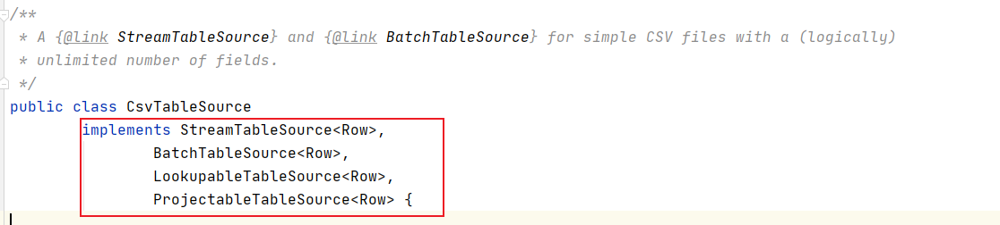 /**
 * A {@link StreamTableSource} and {@link BatchTableSource} for simple CSV files with a (logically)
 * unlimited number of fields.
 */
public class CsvTableSource
        implements StreamTableSource<Row>,
                BatchTableSource<Row>,
                LookupableTableSource<Row>,
                ProjectableTableSource<Row> {